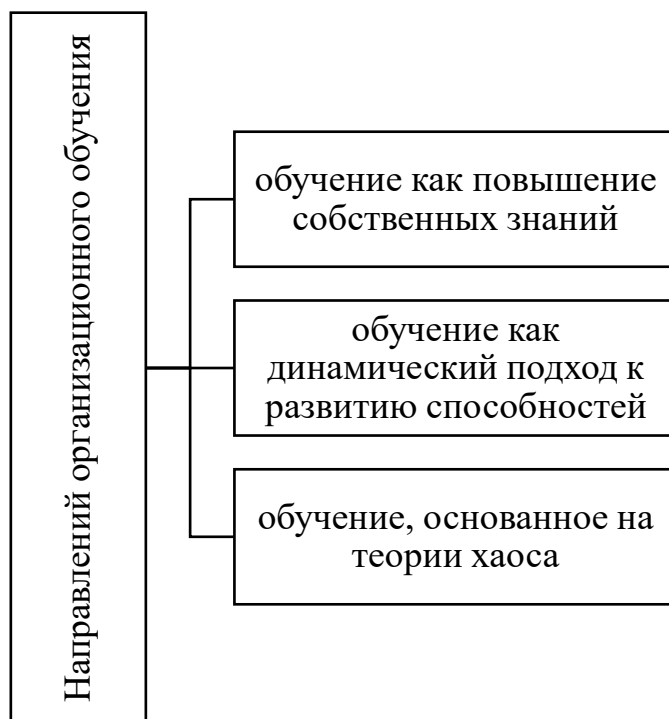 Направлений организационного обучения
обучение как повышение
собственных знаний
обучение как
динамический подход к
развитию способностей
обучение, основанное на
теории хаоса